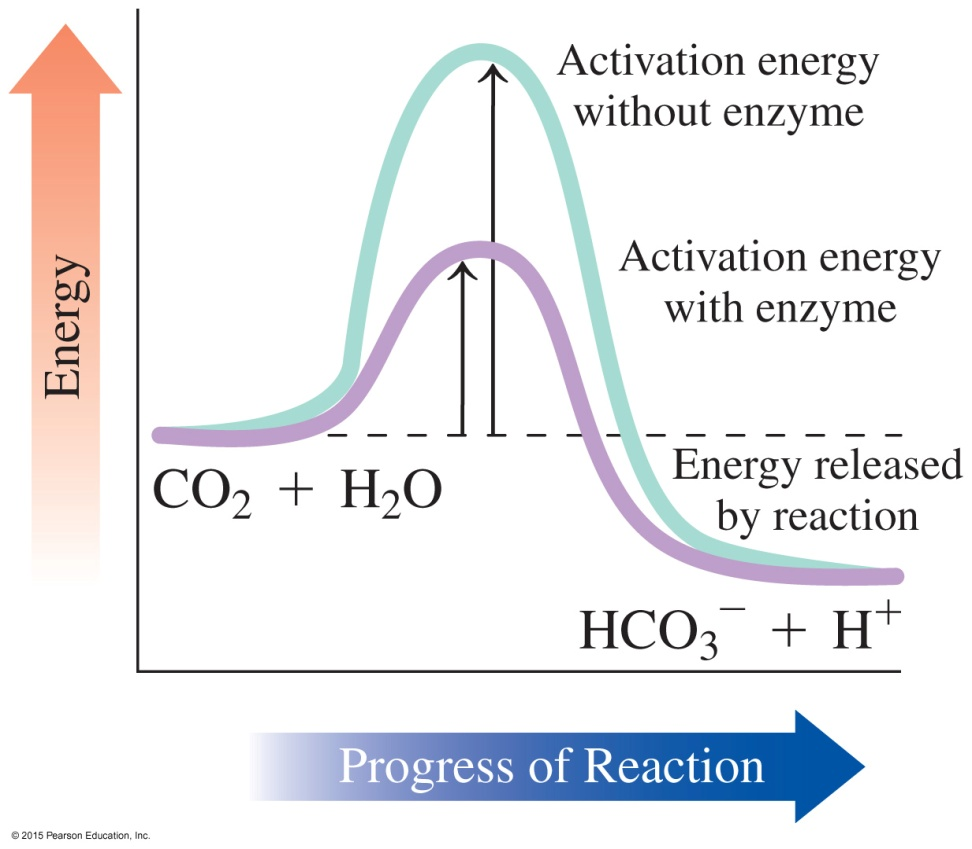 Activation energy
without enzyme
Activation energy
with enzyme
Energy
CO₂ + H₂O
Energy released
by reaction
HCO₃⁻ + H⁺
Progress of Reaction
© 2015 Pearson Education, Inc.